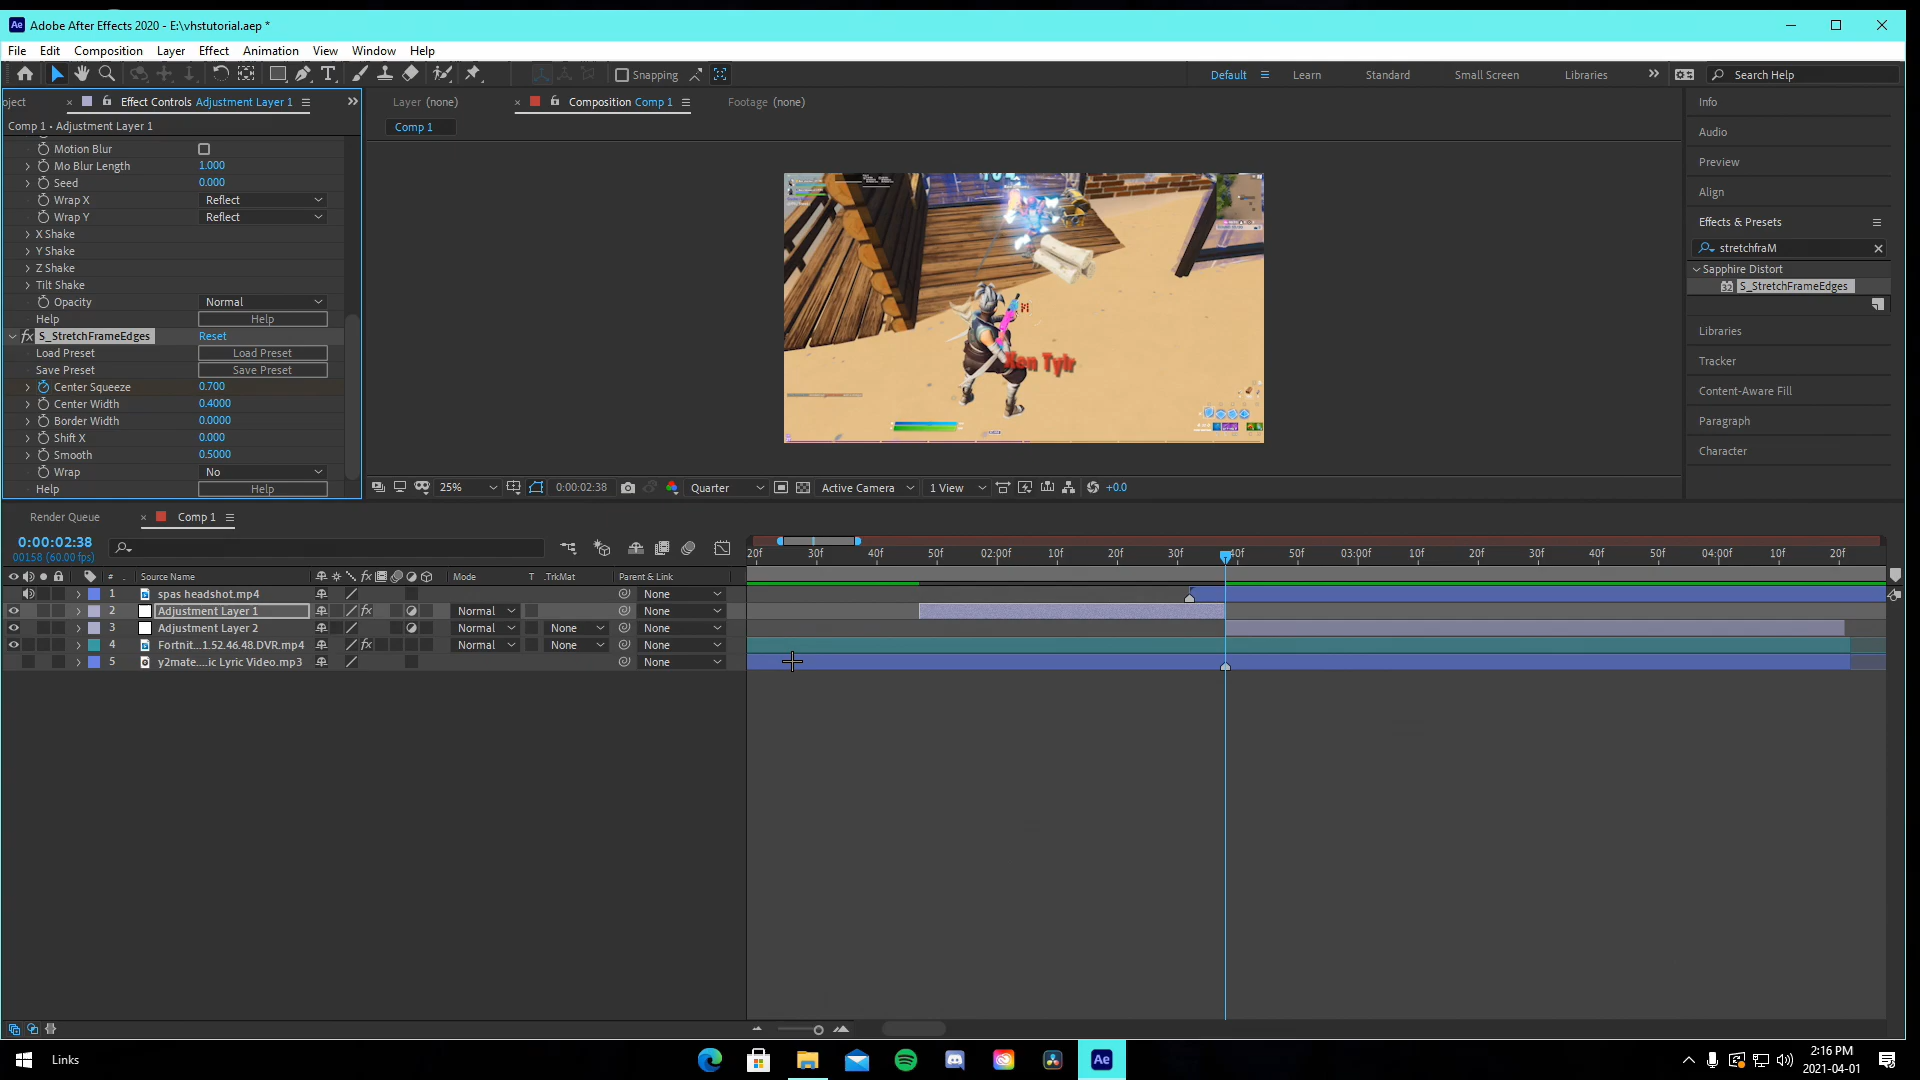 Adobe After Effects 2020 - E:\vhstutorial.aep *
File Edit Composition Layer Effect Animation View Window Help
Snapping
Default Learn Standard Small Screen Libraries Search Help
oject Effect Controls Adjustment Layer 1
Layer (none) Composition Comp 1 Footage (none)
Comp 1 • Adjustment Layer 1
Comp 1
Motion Blur
Mo Blur Length 1.000
Seed 0.000
Wrap X Reflect
Wrap Y Reflect
X Shake
Y Shake
Z Shake
Tilt Shake
Opacity Normal
Help Help
fx S_StretchFrameEdges Reset
Load Preset Load Preset
Save Preset Save Preset
Center Squeeze 0.700
Center Width 0.4000
Border Width 0.0000
Shift X 0.000
Smooth 0.5000
Wrap No
Help Help
Xen Tylr
25% 0:00:02:38 Quarter Active Camera 1 View +0.0
Info
Audio
Preview
Align
Effects & Presets
stretchfraM
Sapphire Distort
32 S_StretchFrameEdges
Libraries
Tracker
Content-Aware Fill
Paragraph
Character
Render Queue Comp 1
0:00:02:38
00158 (60.00 fps)
20f 30f 40f 50f 02:00f 10f 20f 30f 40f 50f 03:00f 10f 20f 30f 40f 50f 04:00f 10f 20f
# Source Name fx Mode T .TrkMat Parent & Link
1 spas headshot.mp4 None
2 Adjustment Layer 1 fx Normal None
3 Adjustment Layer 2 Normal None None
4 Fortnit...1.52.46.48.DVR.mp4 fx Normal None None
5 y2mate....ic Lyric Video.mp3 None
Links
Ae
2:16 PM
2021-04-01